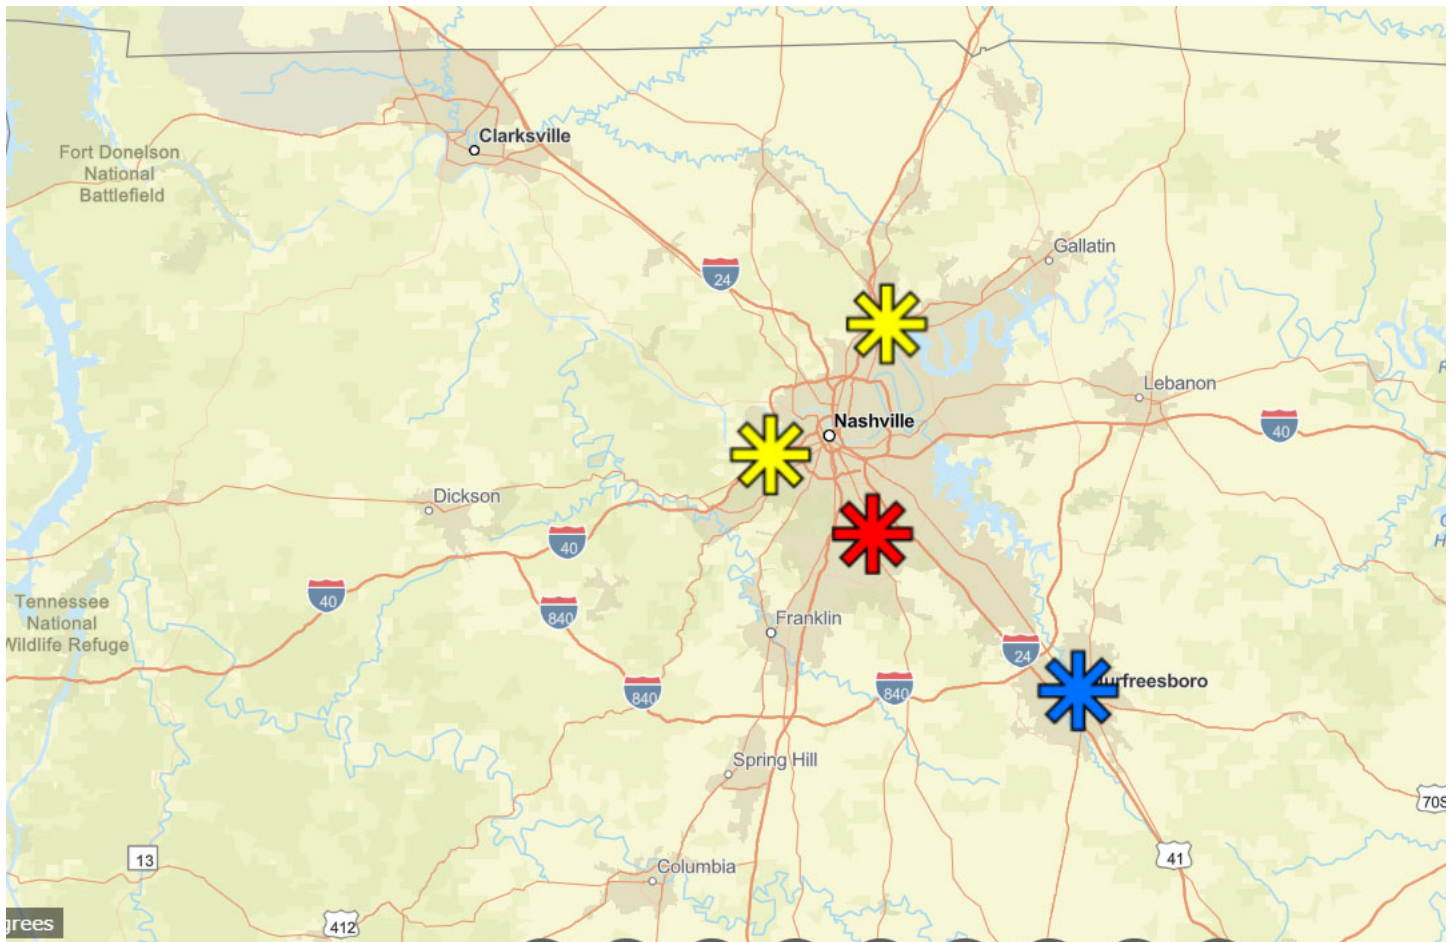 Clarksville
Fort Donelson
National
Battlefield
Gallatin
24
Lebanon
Nashville
40
Dickson
40
40
Tennessee
National
Wildlife Refuge
840
Franklin
24
840
840
urfreesboro
Spring Hill
70S
13
41
Columbia
412
grees